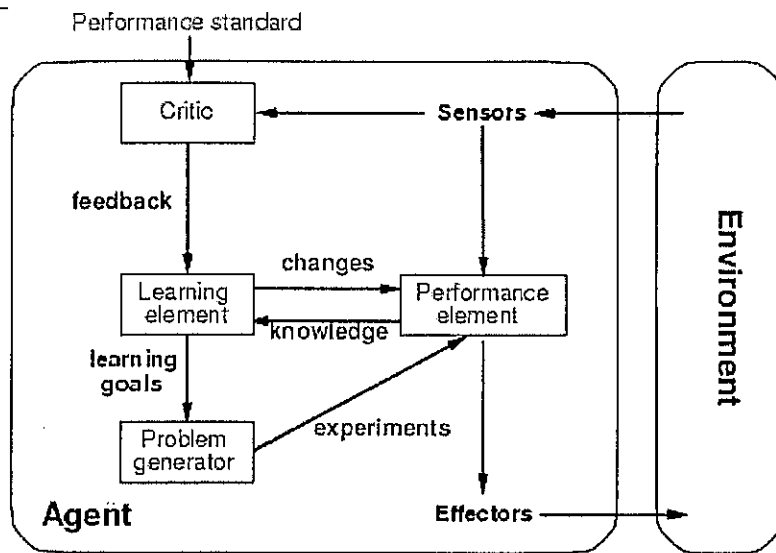 Performance standard
Critic
Sensors
feedback
changes
Learning
element
Performance
element
knowledge
learning
goals
experiments
Problem
generator
Agent
Effectors
Environment